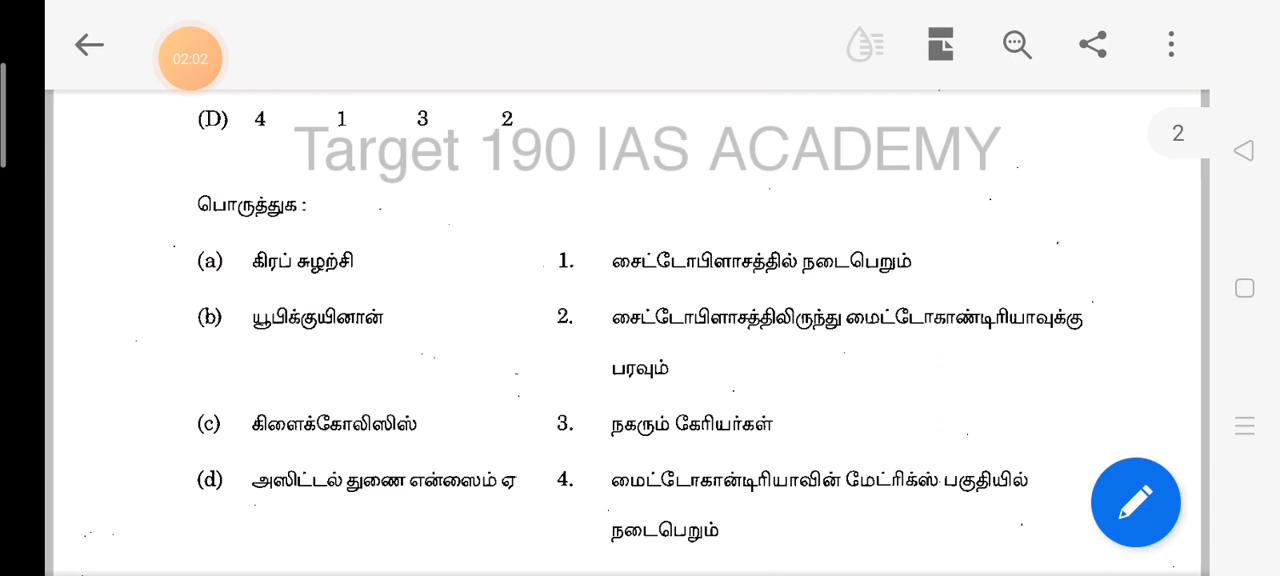 02:02
(D) 4 1 3 2
Target 190 IAS ACADEMY
2
பொருத்துக :
(a) கிரப் சுழற்சி 1. சைட்டோபிளாசத்தில் நடைபெறும்
(b) யூபிக்குயினான் 2. சைட்டோபிளாசத்திலிருந்து மைட்டோகாண்டிரியாவுக்கு
பரவும்
(c) கிளைக்கோலிஸிஸ் 3. நகரும் கேரியர்கள்
(d) அஸிட்டல் துணை என்ஸைம் ஏ 4. மைட்டோகான்டிரியாவின் மேட்ரிக்ஸ் பகுதியில்
நடைபெறும்